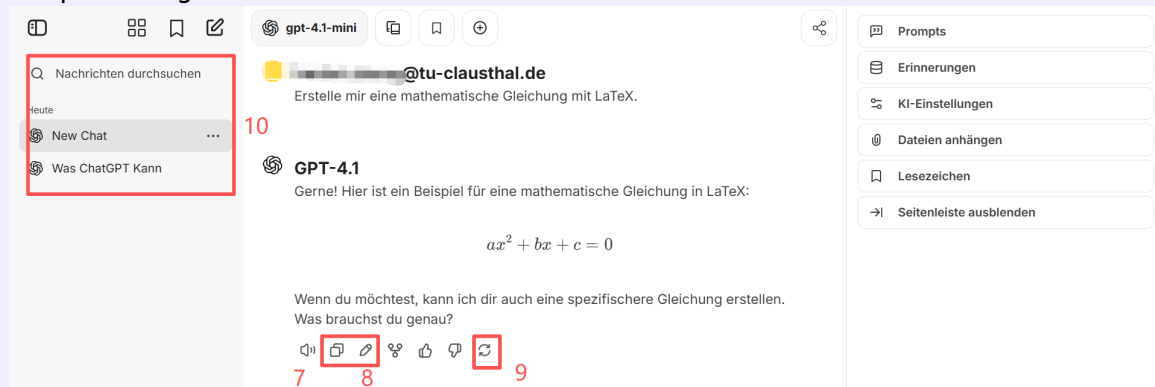 gpt-4.1-mini
Nachrichten durchsuchen
Heute
New Chat
Was ChatGPT Kann
10
@tu-clausthal.de
Erstelle mir eine mathematische Gleichung mit LaTeX.
GPT-4.1
Gerne! Hier ist ein Beispiel für eine mathematische Gleichung in LaTeX:
ax² + bx + c = 0
Wenn du möchtest, kann ich dir auch eine spezifischere Gleichung erstellen.
Was brauchst du genau?
7 8 9
Prompts
Erinnerungen
KI-Einstellungen
Dateien anhängen
Lesezeichen
Seitenleiste ausblenden